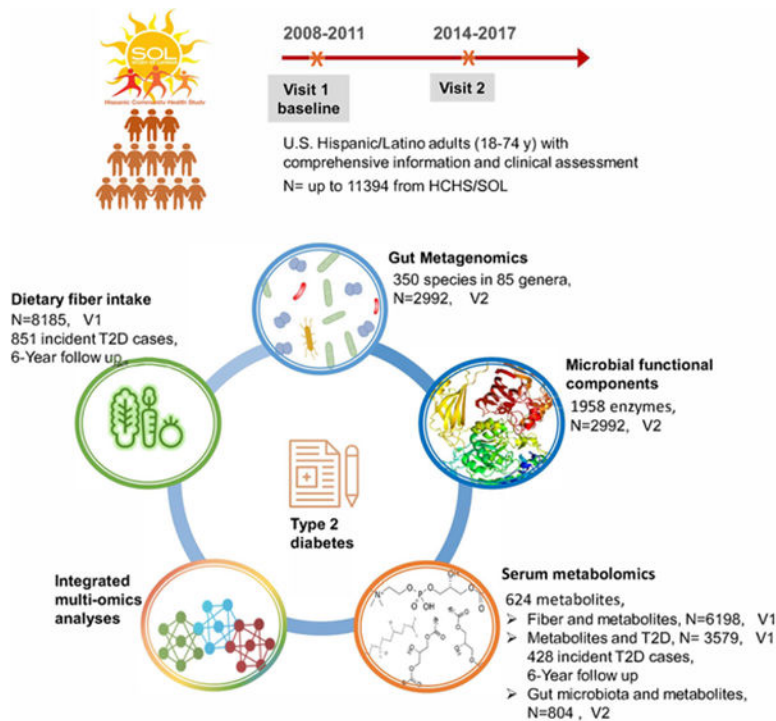 SOL
Hispanic Community Health Study
2008-2011
2014-2017
Visit 1
baseline
Visit 2
U.S. Hispanic/Latino adults (18-74 y) with
comprehensive information and clinical assessment
N= up to 11394 from HCHS/SOL
Gut Metagenomics
350 species in 85 genera,
N=2992, V2
Dietary fiber intake
N=8185, V1
851 incident T2D cases,
6-Year follow up
Microbial functional
components
1958 enzymes,
N=2992, V2
Type 2
diabetes
Integrated
multi-omics
analyses
Serum metabolomics
624 metabolites,
➢ Fiber and metabolites, N=6198, V1
➢ Metabolites and T2D, N= 3579, V1
428 incident T2D cases,
6-Year follow up
➢ Gut microbiota and metabolites,
N=804 , V2